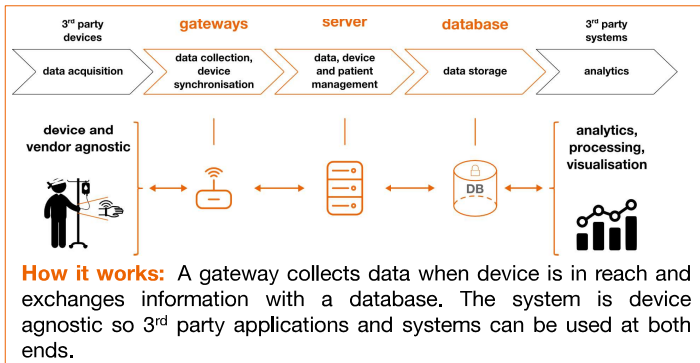 3rd party devices
gateways
server
database
3rd party systems
data acquisition
data collection,
device
synchronisation
data, device
and patient
management
data storage
analytics
device and
vendor agnostic
analytics,
processing,
visualisation
DB
How it works: A gateway collects data when device is in reach and
exchanges information with a database. The system is device
agnostic so 3rd party applications and systems can be used at both
ends.